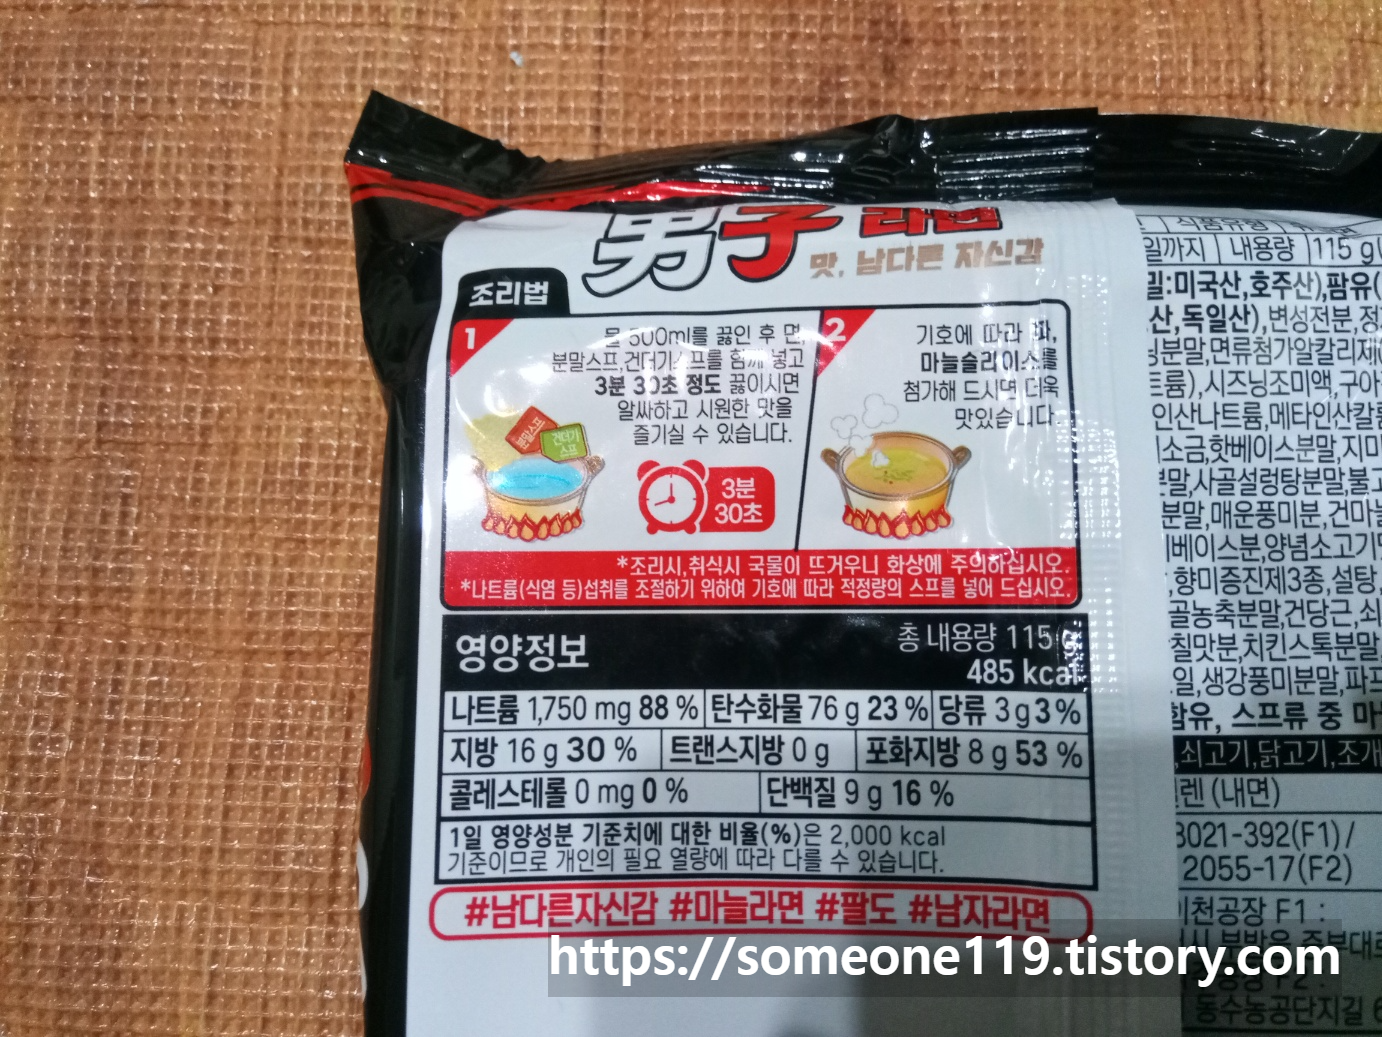 男子 라면
맛, 남다른 자신감
조리법
1
물 500ml를 끓인 후 면,
분말스프,건더기스프를 함께 넣고
3분 30초 정도 끓이시면
알싸하고 시원한 맛을
즐기실 수 있습니다.
분말스프
건더기
스프
3분
30초
2
기호에 따라 파,
마늘슬라이스를
첨가해 드시면 더욱
맛있습니다.
*조리시,취식시 국물이 뜨거우니 화상에 주의하십시오.
*나트륨(식염 등)섭취를 조절하기 위하여 기호에 따라 적정량의 스프를 넣어 드십시오.
영양정보
총 내용량 115 g
485 kcal
나트륨 1,750 mg 88 % 탄수화물 76 g 23 % 당류 3 g 3 %
지방 16 g 30 % 트랜스지방 0 g 포화지방 8 g 53 %
콜레스테롤 0 mg 0 % 단백질 9 g 16 %
1일 영양성분 기준치에 대한 비율(%)은 2,000 kcal
기준이므로 개인의 필요 열량에 따라 다를 수 있습니다.
#남다른자신감 #마늘라면 #팔도 #남자라면
식품유형
일까지 내용량 115 g
밀:미국산,호주산),팜유(
산,독일산),변성전분,정
분말,면류첨가알칼리제
륨),시즈닝조미액,구아
인산나트륨,메타인산칼륨
소금,핫베이스분말,지미
말,사골설렁탕분말,불고
분말,매운풍미분,건마늘
베이스분,양념소고기
,향미증진제3종,설탕,
골농축분말,건당근,쇠
칠맛분,치킨스톡분말
일,생강풍미분말,파프
함유, 스프류 중 마
쇠고기,닭고기,조개
렌 (내면)
3021-392(F1) /
2055-17(F2)
이천공장 F1 :
F2 :
동수농공단지길 6
https://someone119.tistory.com